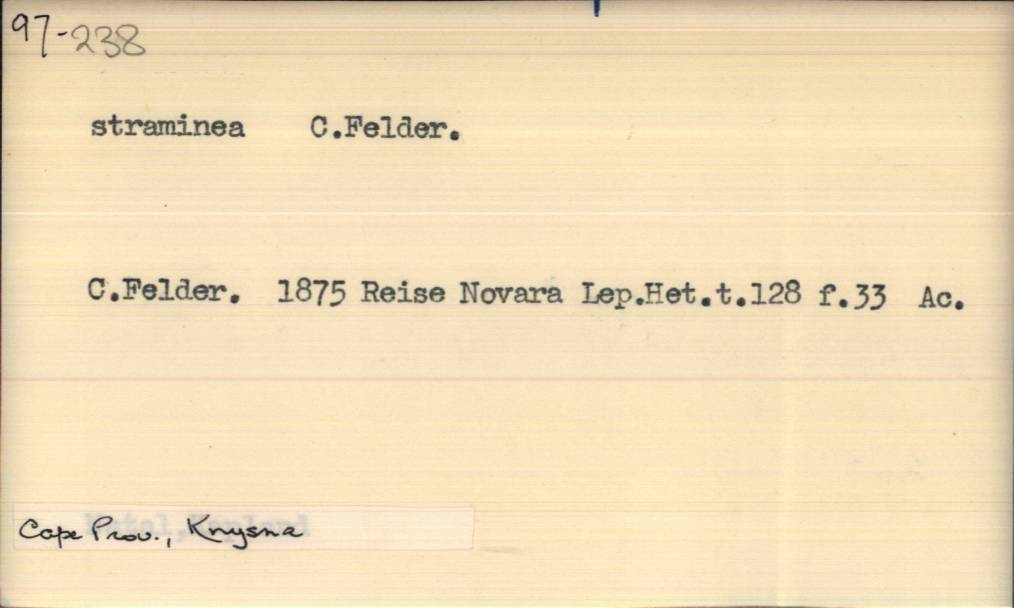 97-238
straminea C.Felder.
C.Felder. 1875 Reise Novara Lep.Het.t.128 f.33 Ac.
Cape Prov., Knysna